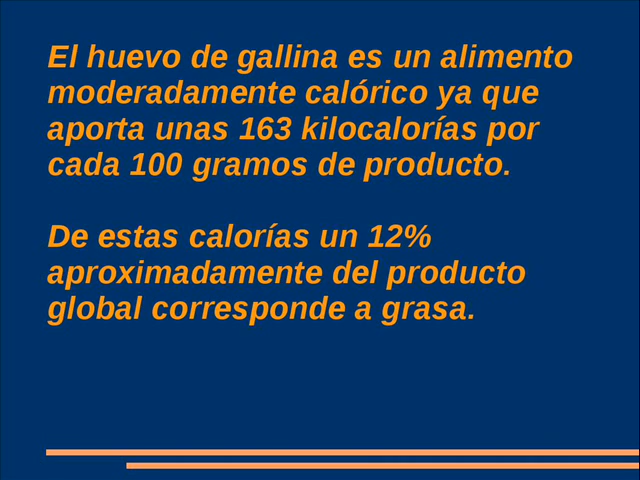 El huevo de gallina es un alimento
moderadamente calórico ya que
aporta unas 163 kilocalorías por
cada 100 gramos de producto.
De estas calorías un 12%
aproximadamente del producto
global corresponde a grasa.